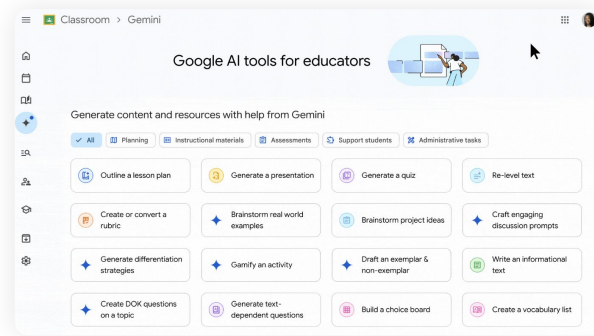 Classroom > Gemini
Google AI tools for educators
Generate content and resources with help from Gemini
All
Planning
Instructional materials
Assessments
Support students
Administrative tasks
Outline a lesson plan
Generate a presentation
Generate a quiz
Re-level text
Create or convert a
rubric
Brainstorm real world
examples
Brainstorm project ideas
Craft engaging
discussion prompts
Generate differentiation
strategies
Gamify an activity
Draft an exemplar &
non-exemplar
Write an informational
text
Create DOK questions
on a topic
Generate text-
dependent questions
Build a choice board
Create a vocabulary list